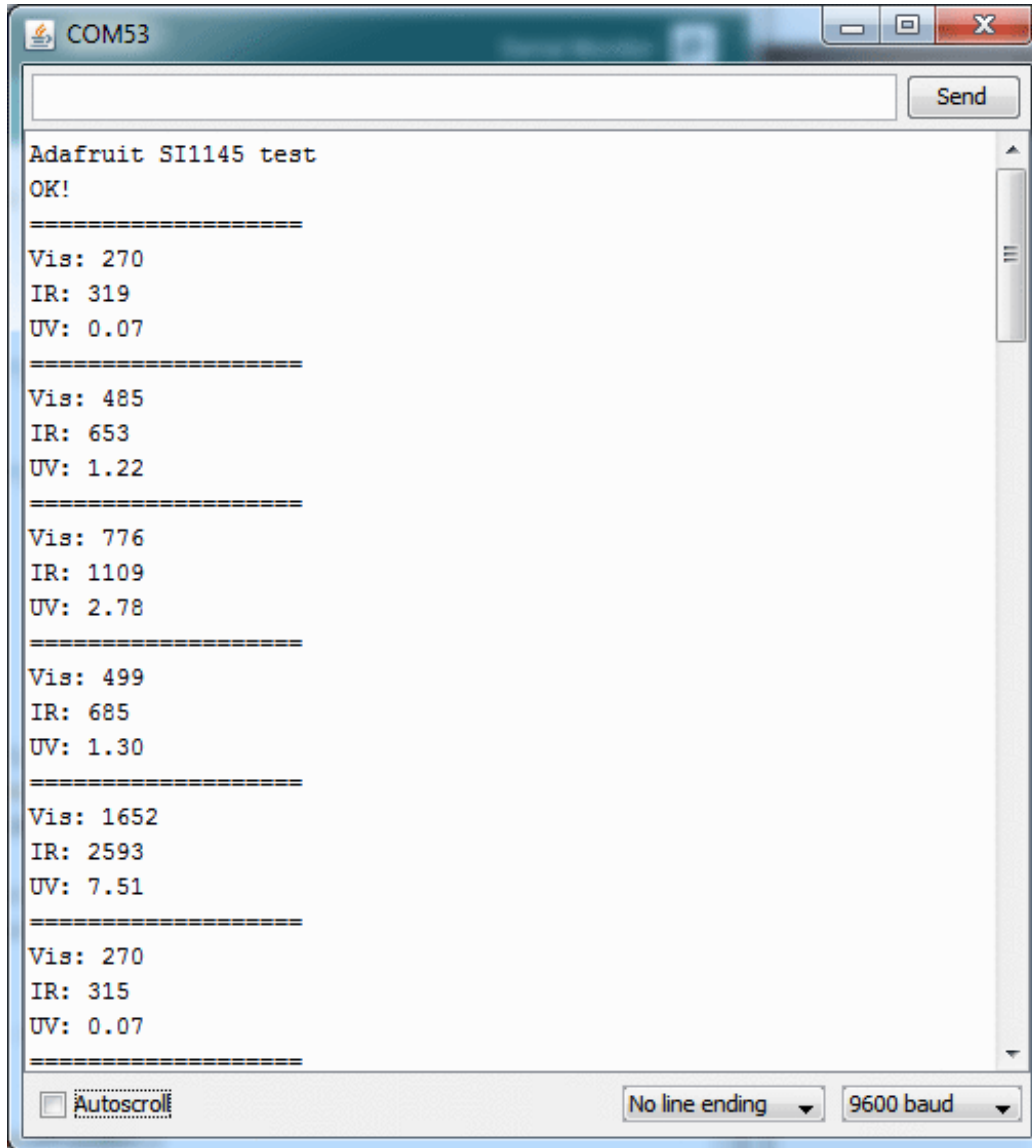 COM53
Send
Adafruit SI1145 test
OK!
===================
Vis: 270
IR: 319
UV: 0.07
===================
Vis: 485
IR: 653
UV: 1.22
===================
Vis: 776
IR: 1109
UV: 2.78
===================
Vis: 499
IR: 685
UV: 1.30
===================
Vis: 1652
IR: 2593
UV: 7.51
===================
Vis: 270
IR: 315
UV: 0.07
===================
Autoscroll
No line ending
9600 baud